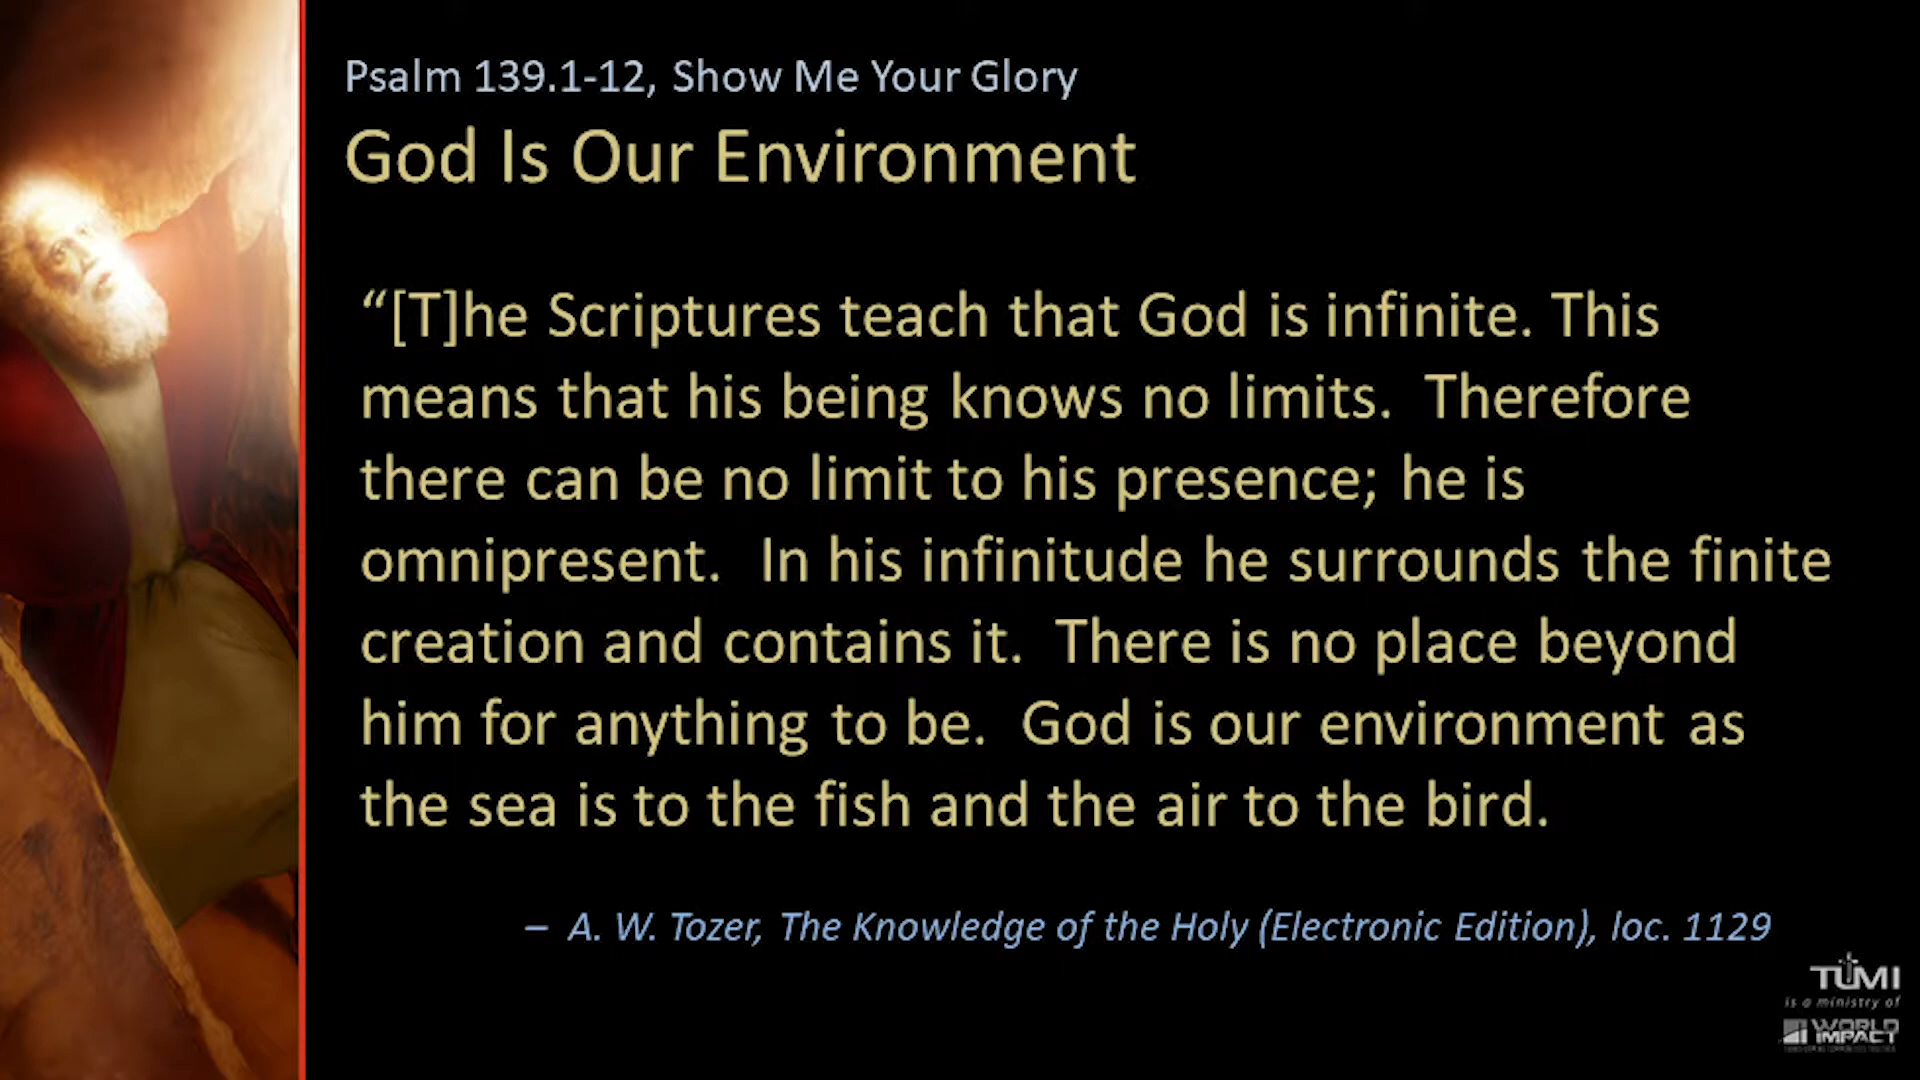 Psalm 139.1-12, Show Me Your Glory
God Is Our Environment
“[T]he Scriptures teach that God is infinite. This
means that his being knows no limits. Therefore
there can be no limit to his presence; he is
omnipresent. In his infinitude he surrounds the finite
creation and contains it. There is no place beyond
him for anything to be. God is our environment as
the sea is to the fish and the air to the bird.
– A. W. Tozer, The Knowledge of the Holy (Electronic Edition), loc. 1129
TUMI
is a ministry of
WORLD
IMPACT